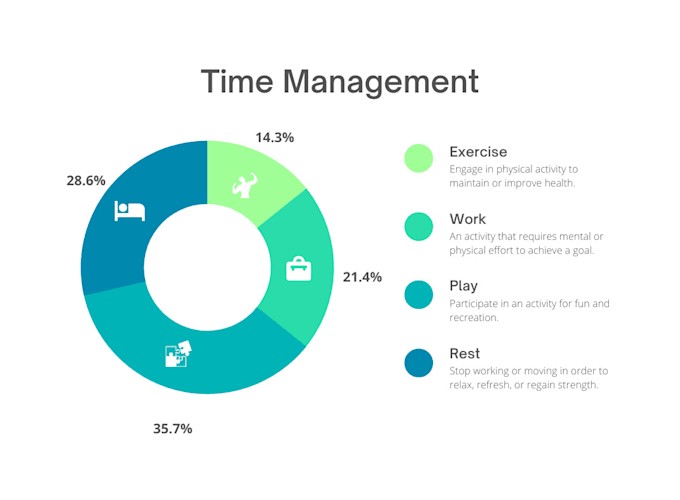 Time Management
14.3%
28.6%
21.4%
35.7%
Exercise
Engage in physical activity to
maintain or improve health.
Work
An activity that requires mental or
physical effort to achieve a goal.
Play
Participate in an activity for fun and
recreation.
Rest
Stop working or moving in order to
relax, refresh, or regain strength.